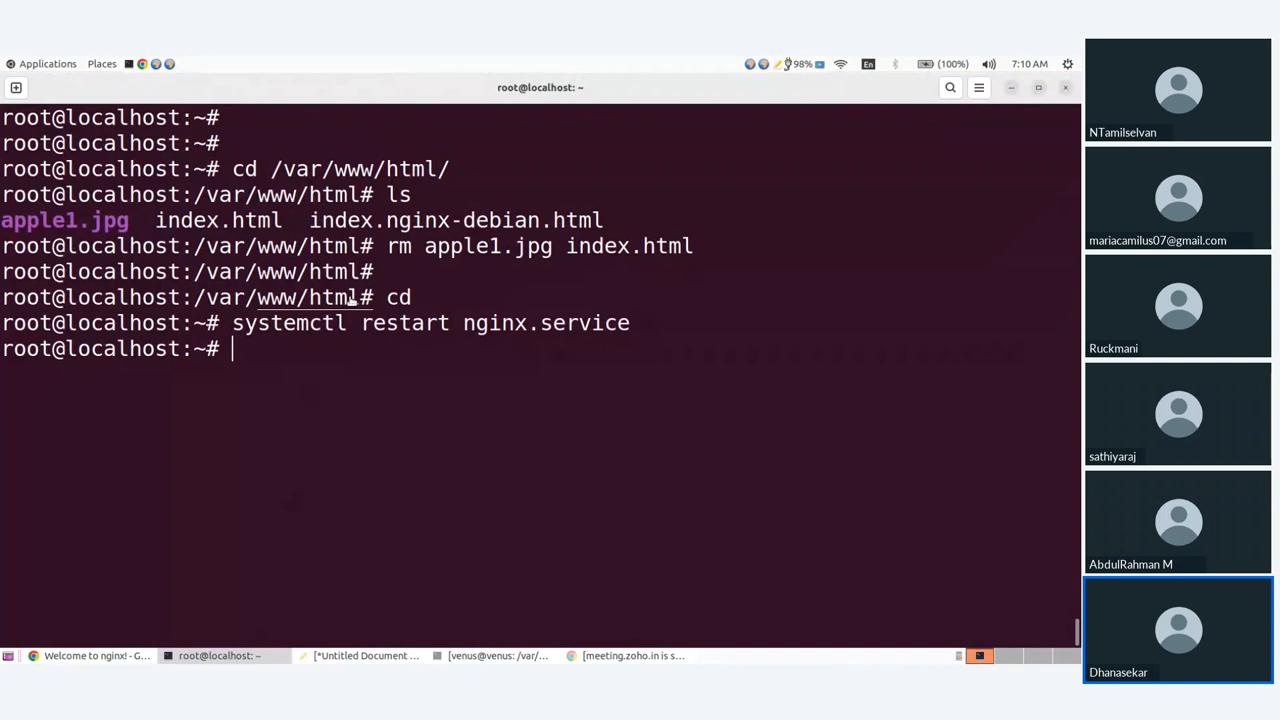 Applications Places 98% En (100%) 7:10 AM
root@localhost: ~
root@localhost:~#
root@localhost:~#
root@localhost:~# cd /var/www/html/
root@localhost:/var/www/html# ls
apple1.jpg index.html index.nginx-debian.html
root@localhost:/var/www/html# rm apple1.jpg index.html
root@localhost:/var/www/html#
root@localhost:/var/www/html# cd
root@localhost:~# systemctl restart nginx.service
root@localhost:~#
Welcome to nginx! - G... root@localhost: ~ [*Untitled Document ... [venus@venus: /var/... [meeting.zoho.in is s...
NTamilselvan
mariacamilus07@gmail.com
Ruckmani
sathiyaraj
AbdulRahman M
Dhanasekar